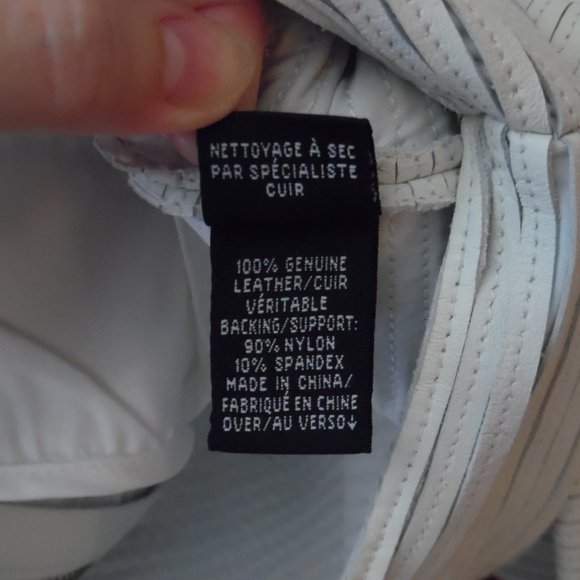 NETTOYAGE À SEC
PAR SPÉCIALISTE
CUIR
100% GENUINE
LEATHER/CUIR
VÉRITABLE
BACKING/SUPPORT:
90% NYLON
10% SPANDEX
MADE IN CHINA/
FABRIQUÉ EN CHINE
OVER/AU VERSO↓